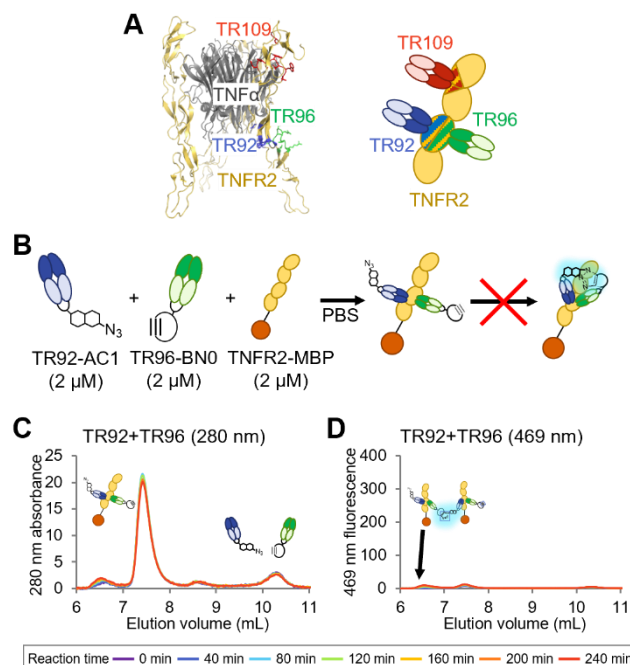 A
TR109
TNFα
TR96
TR92
TNFR2
TR109
TR96
TR92
TNFR2
B
N₃
+
+
N₃
PBS
TR92-AC1
(2 µM)
TR96-BN0
(2 µM)
TNFR2-MBP
(2 µM)
C
TR92+TR96 (280 nm)
280 nm absorbance
25
20
15
10
5
0
6 7 8 9 10 11
Elution volume (mL)
D
TR92+TR96 (469 nm)
469 nm fluorescence
400
300
200
100
0
6 7 8 9 10 11
Elution volume (mL)
Reaction time 0 min 40 min 80 min 120 min 160 min 200 min 240 min